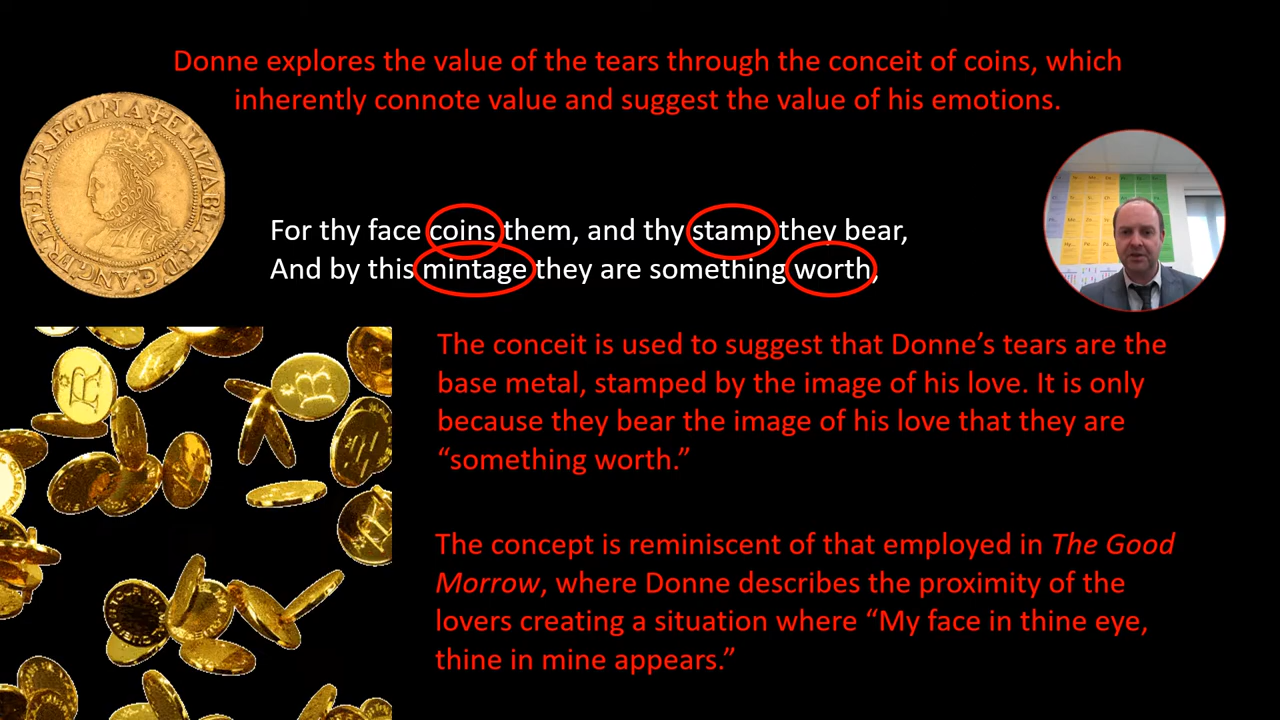 Donne explores the value of the tears through the conceit of coins, which
inherently connote value and suggest the value of his emotions.
For thy face coins them, and thy stamp they bear,
And by this mintage they are something worth,
The conceit is used to suggest that Donne’s tears are the
base metal, stamped by the image of his love. It is only
because they bear the image of his love that they are
“something worth.”
The concept is reminiscent of that employed in The Good
Morrow, where Donne describes the proximity of the
lovers creating a situation where “My face in thine eye,
thine in mine appears.”